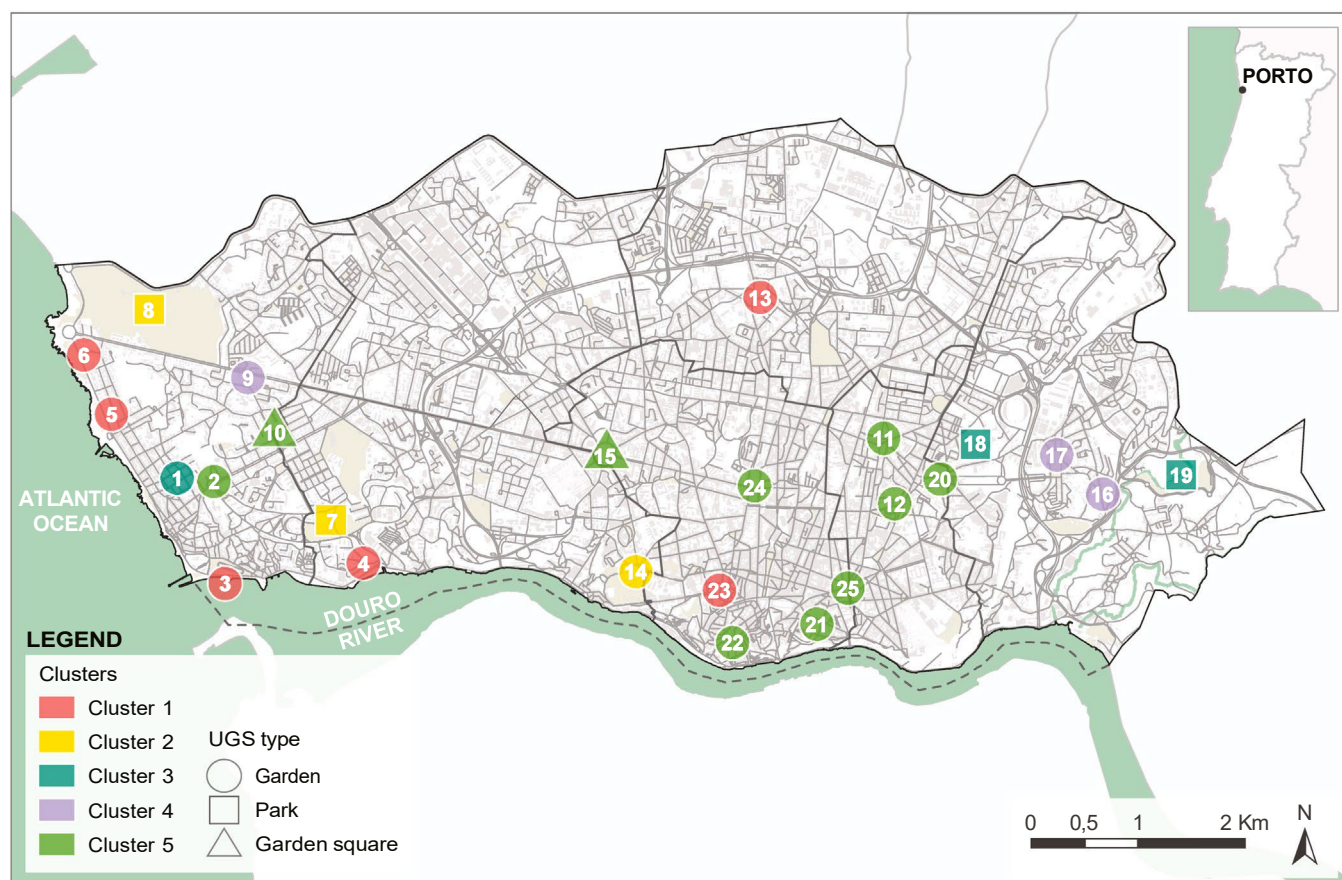 PORTO
8
13
6
9
5
10
11
18
15
17
1
2
24
20
19
12
16
ATLANTIC
OCEAN
7
4
14
3
23
25
DOURO
RIVER
21
22
LEGEND
Clusters
Cluster 1
Cluster 2
Cluster 3
Cluster 4
Cluster 5
UGS type
Garden
Park
Garden square
N
0 0,5 1 2 Km